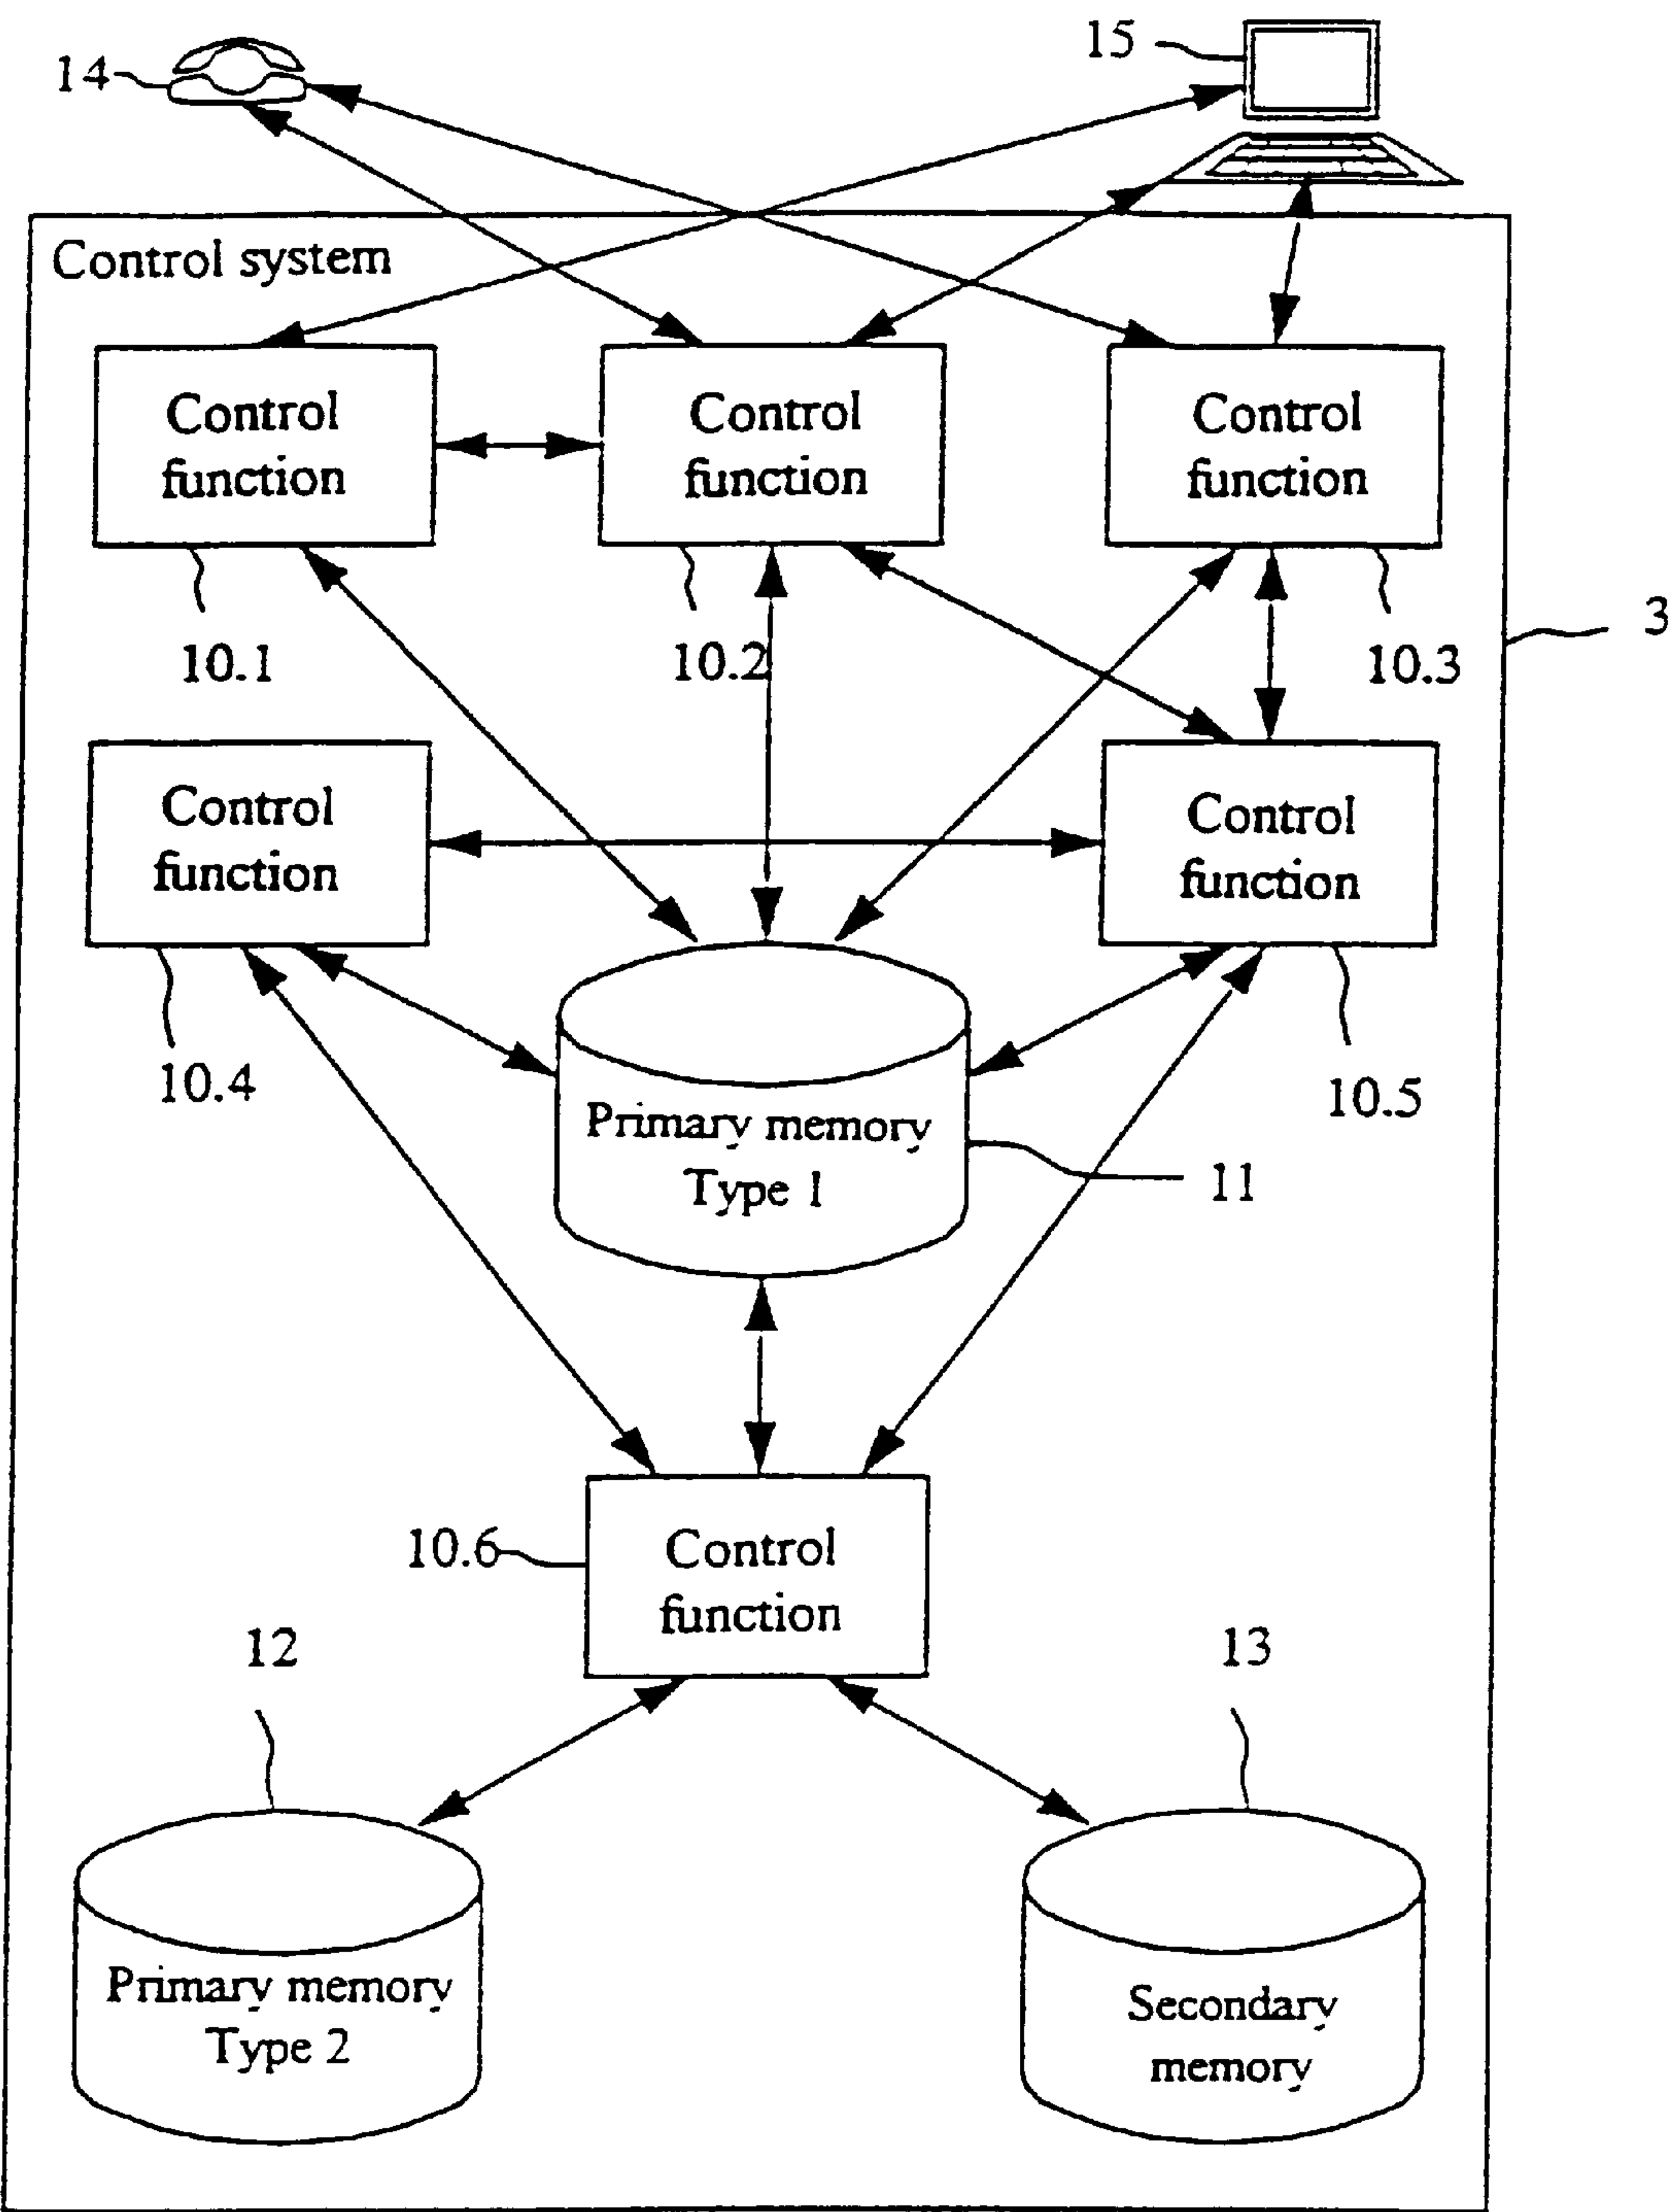 14
15
Control system
Control
function
Control
function
Control
function
10.1
10.2
10.3
3
Control
function
Control
function
10.4
10.5
Primary memory
Type 1
11
10.6
Control
function
12
13
Primary memory
Type 2
Secondary
memory